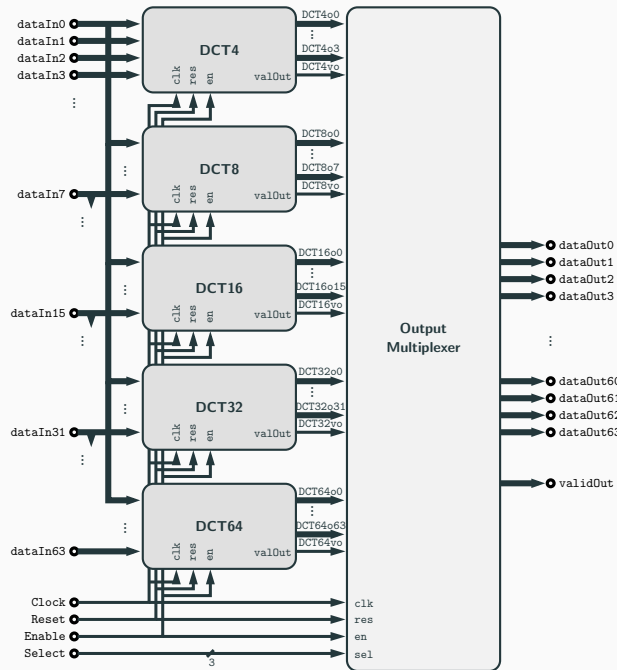 dataIn0
dataIn1
dataIn2
dataIn3
⋮
dataIn7
⋮
dataIn15
⋮
dataIn31
⋮
dataIn63
Clock
Reset
Enable
Select
3
DCT4
clk
res
en
valOut
DCT4o0
⋮
DCT4o3
DCT4vo
⋮
DCT8
clk
res
en
valOut
DCT8o0
⋮
DCT8o7
DCT8vo
⋮
DCT16
clk
res
en
valOut
DCT16o0
⋮
DCT16o15
DCT16vo
⋮
DCT32
clk
res
en
valOut
DCT32o0
⋮
DCT32o31
DCT32vo
⋮
DCT64
clk
res
en
valOut
DCT64o0
⋮
DCT64o63
DCT64vo
Output
Multiplexer
clk
res
en
sel
dataOut0
dataOut1
dataOut2
dataOut3
⋮
dataOut60
dataOut61
dataOut62
dataOut63
validOut